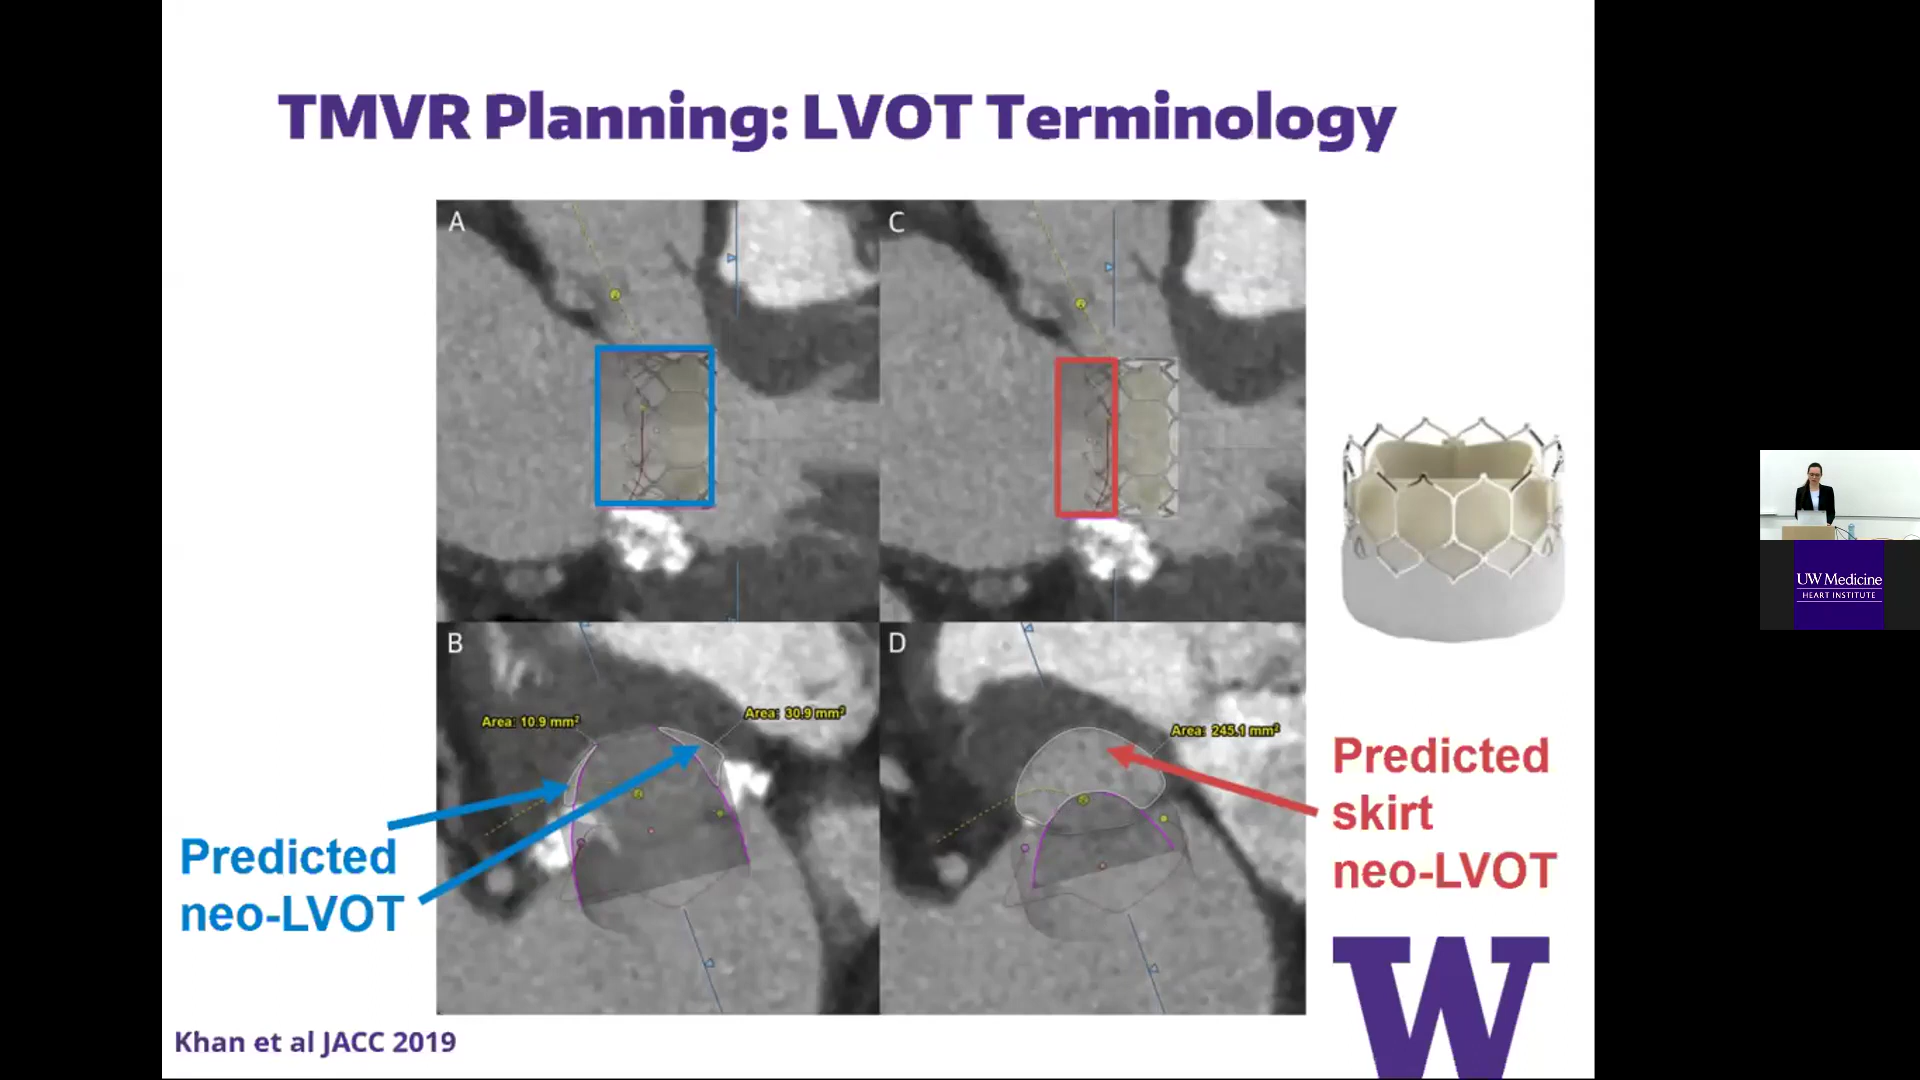 TMVR Planning: LVOT Terminology
A
C
B
D
Area: 10.9 mm²
Area: 30.9 mm²
Area: 245.1 mm²
Predicted
neo-LVOT
Predicted
skirt
neo-LVOT
W
Khan et al JACC 2019
UW Medicine
HEART INSTITUTE